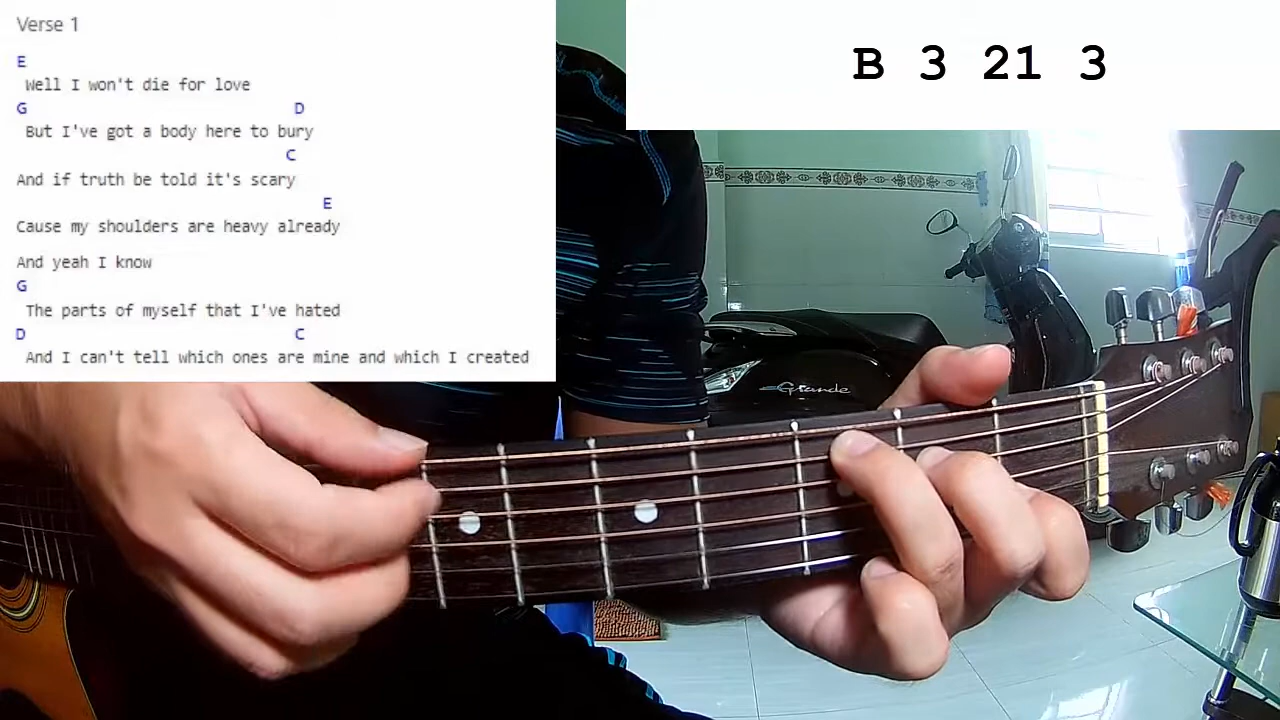 Verse 1
E
Well I won't die for love
G D
But I've got a body here to bury
C
And if truth be told it's scary
E
Cause my shoulders are heavy already
And yeah I know
G
The parts of myself that I've hated
D C
And I can't tell which ones are mine and which I created
B 3 21 3
Grande